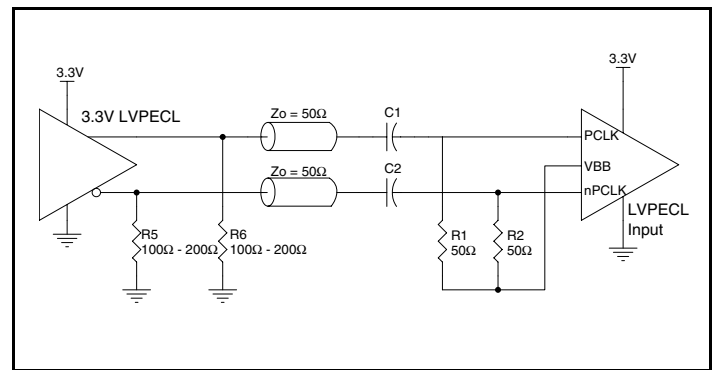 3.3V
3.3V
3.3V LVPECL
Zo = 50Ω
C1
PCLK
Zo = 50Ω
C2
VBB
nPCLK
LVPECL
Input
R5
100Ω - 200Ω
R6
100Ω - 200Ω
R1
50Ω
R2
50Ω